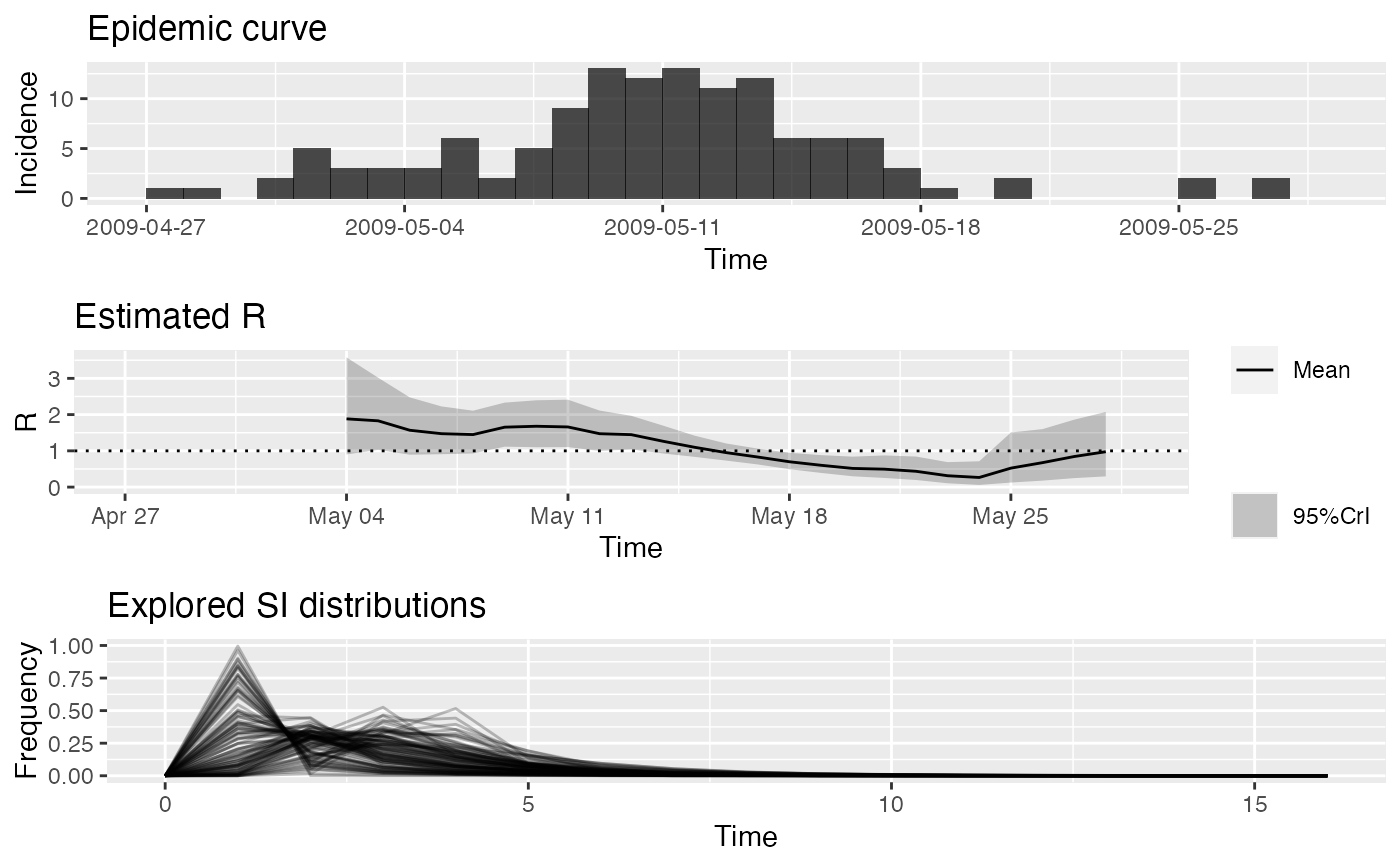 Epidemic curve
Incidence
10
5
0
2009-04-27 2009-05-04 2009-05-11 2009-05-18 2009-05-25
Time
Estimated R
R
3
2
1
0
Apr 27 May 04 May 11 May 18 May 25
Time
Mean
95%CrI
Explored SI distributions
Frequency
1.00
0.75
0.50
0.25
0.00
0 5 10 15
Time